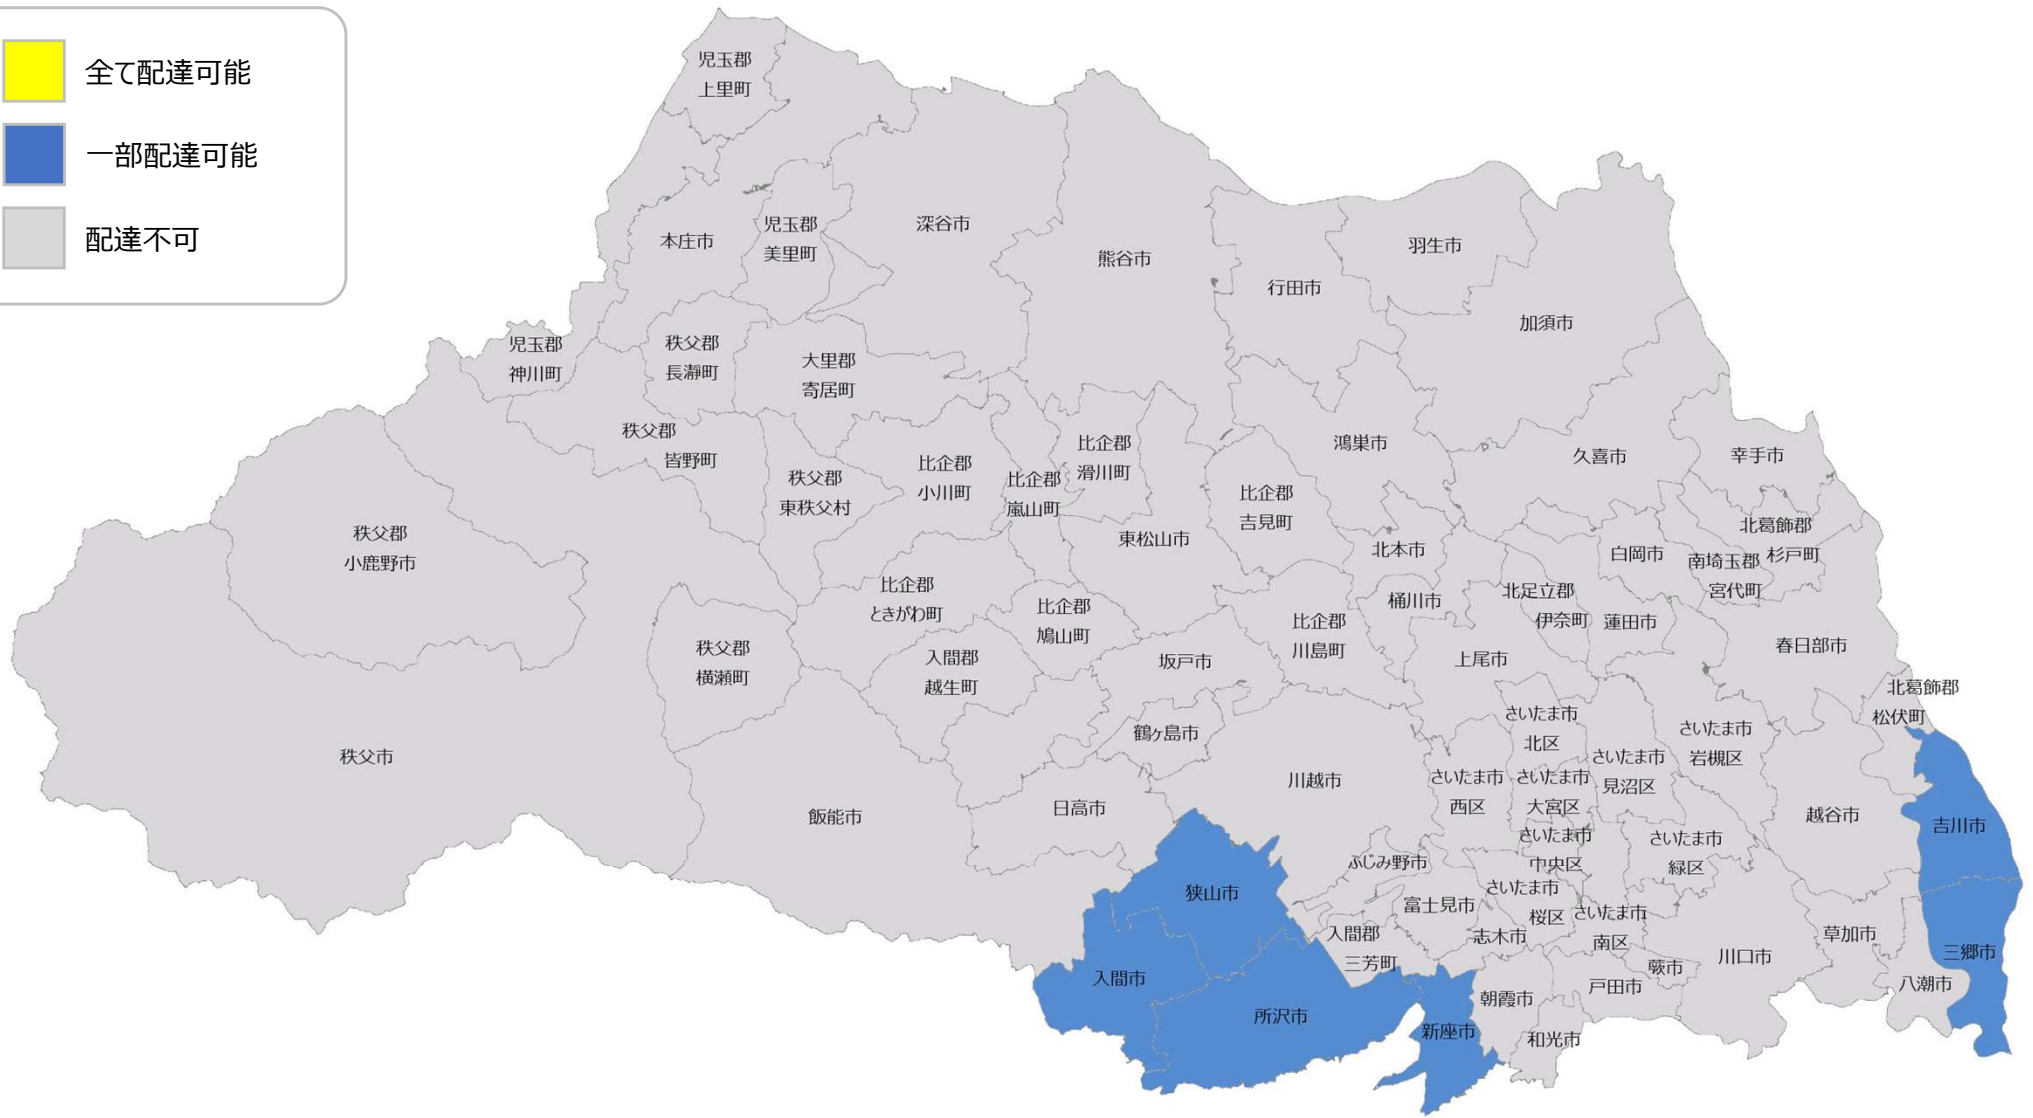 全て配達可能
一部配達可能
配達不可
児玉郡
上里町
本庄市
児玉郡
美里町
深谷市
熊谷市
行田市
羽生市
加須市
児玉郡
神川町
秩父郡
長瀞町
大里郡
寄居町
秩父郡
皆野町
秩父郡
東秩父村
比企郡
小川町
比企郡
嵐山町
比企郡
滑川町
東松山市
比企郡
吉見町
鴻巣市
久喜市
幸手市
北葛飾郡
杉戸町
南埼玉郡
宮代町
白岡市
北本市
桶川市
北足立郡
伊奈町
蓮田市
春日部市
秩父郡
小鹿野市
比企郡
ときがわ町
比企郡
鳩山町
比企郡
川島町
上尾市
秩父郡
横瀬町
入間郡
越生町
坂戸市
鶴ヶ島市
北葛飾郡
松伏町
秩父市
飯能市
日高市
川越市
さいたま市
西区
さいたま市
北区
さいたま市
大宮区
さいたま市
見沼区
さいたま市
岩槻区
さいたま市
中央区
さいたま市
緑区
越谷市
吉川市
狭山市
ふじみ野市
富士見市
さいたま市
桜区
さいたま市
南区
入間郡
三芳町
志木市
入間市
所沢市
新座市
朝霞市
和光市
戸田市
蕨市
川口市
草加市
八潮市
三郷市